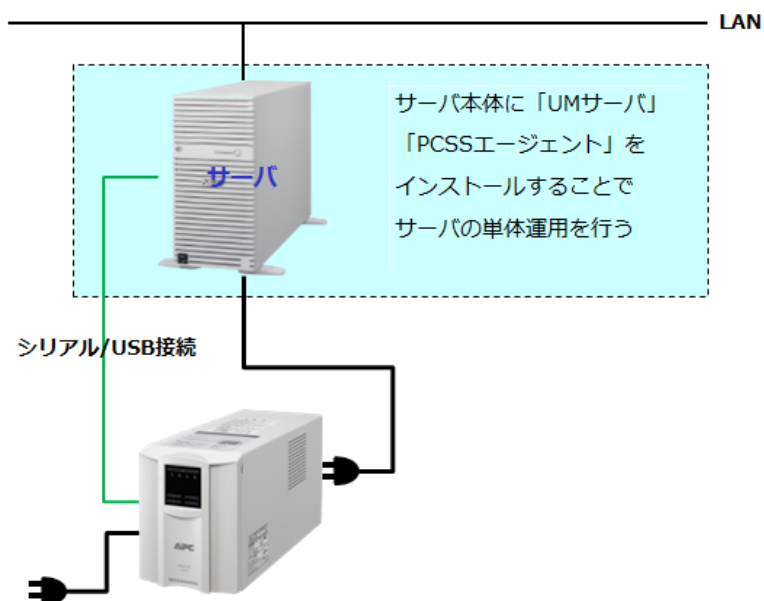 LAN
サーバ本体に「UMサーバ」
「PCSSエージェント」を
インストールすることで
サーバの単体運用を行う
サーバ
シリアル/USB接続
APC